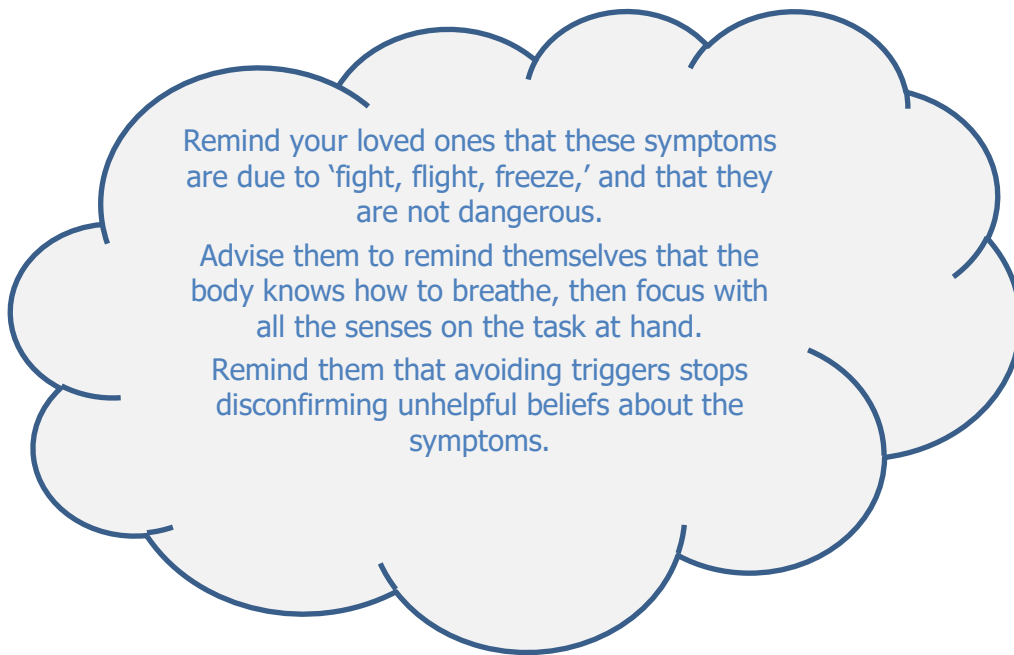 Remind your loved ones that these symptoms
are due to ‘fight, flight, freeze,’ and that they
are not dangerous.
Advise them to remind themselves that the
body knows how to breathe, then focus with
all the senses on the task at hand.
Remind them that avoiding triggers stops
disconfirming unhelpful beliefs about the
symptoms.